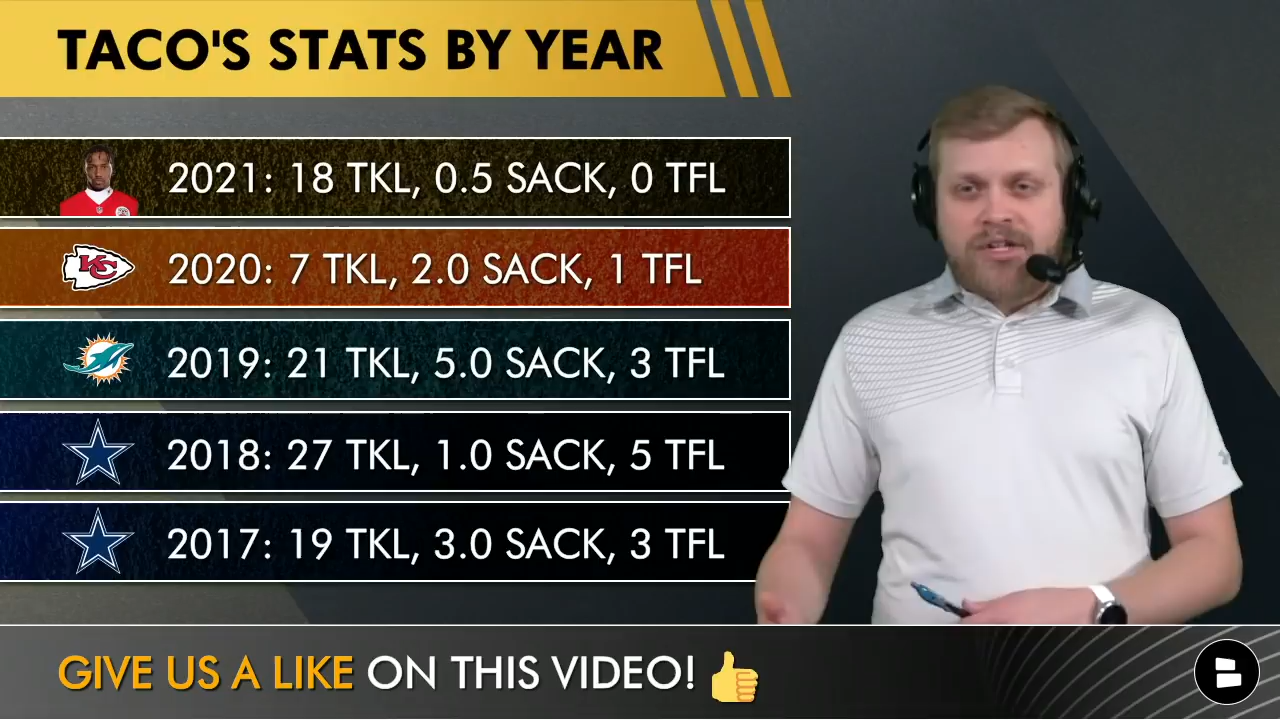 TACO'S STATS BY YEAR
2021: 18 TKL, 0.5 SACK, 0 TFL
KC
2020: 7 TKL, 2.0 SACK, 1 TFL
2019: 21 TKL, 5.0 SACK, 3 TFL
2018: 27 TKL, 1.0 SACK, 5 TFL
2017: 19 TKL, 3.0 SACK, 3 TFL
GIVE US A LIKE ON THIS VIDEO!